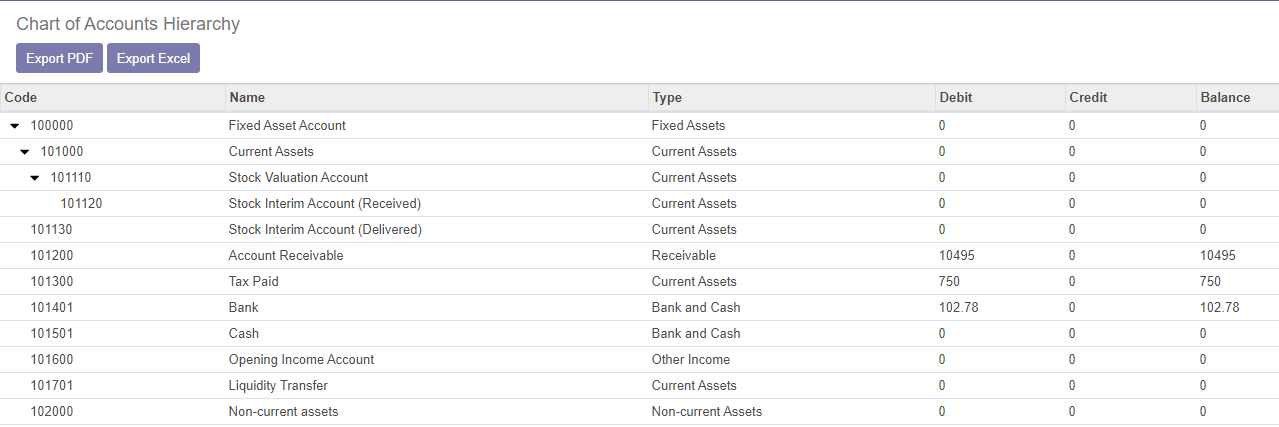 Chart of Accounts Hierarchy
Export PDF Export Excel
Code Name Type Debit Credit Balance
100000 Fixed Asset Account Fixed Assets 0 0 0
101000 Current Assets Current Assets 0 0 0
101110 Stock Valuation Account Current Assets 0 0 0
101120 Stock Interim Account (Received) Current Assets 0 0 0
101130 Stock Interim Account (Delivered) Current Assets 0 0 0
101200 Account Receivable Receivable 10495 0 10495
101300 Tax Paid Current Assets 750 0 750
101401 Bank Bank and Cash 102.78 0 102.78
101501 Cash Bank and Cash 0 0 0
101600 Opening Income Account Other Income 0 0 0
101701 Liquidity Transfer Current Assets 0 0 0
102000 Non-current assets Non-current Assets 0 0 0